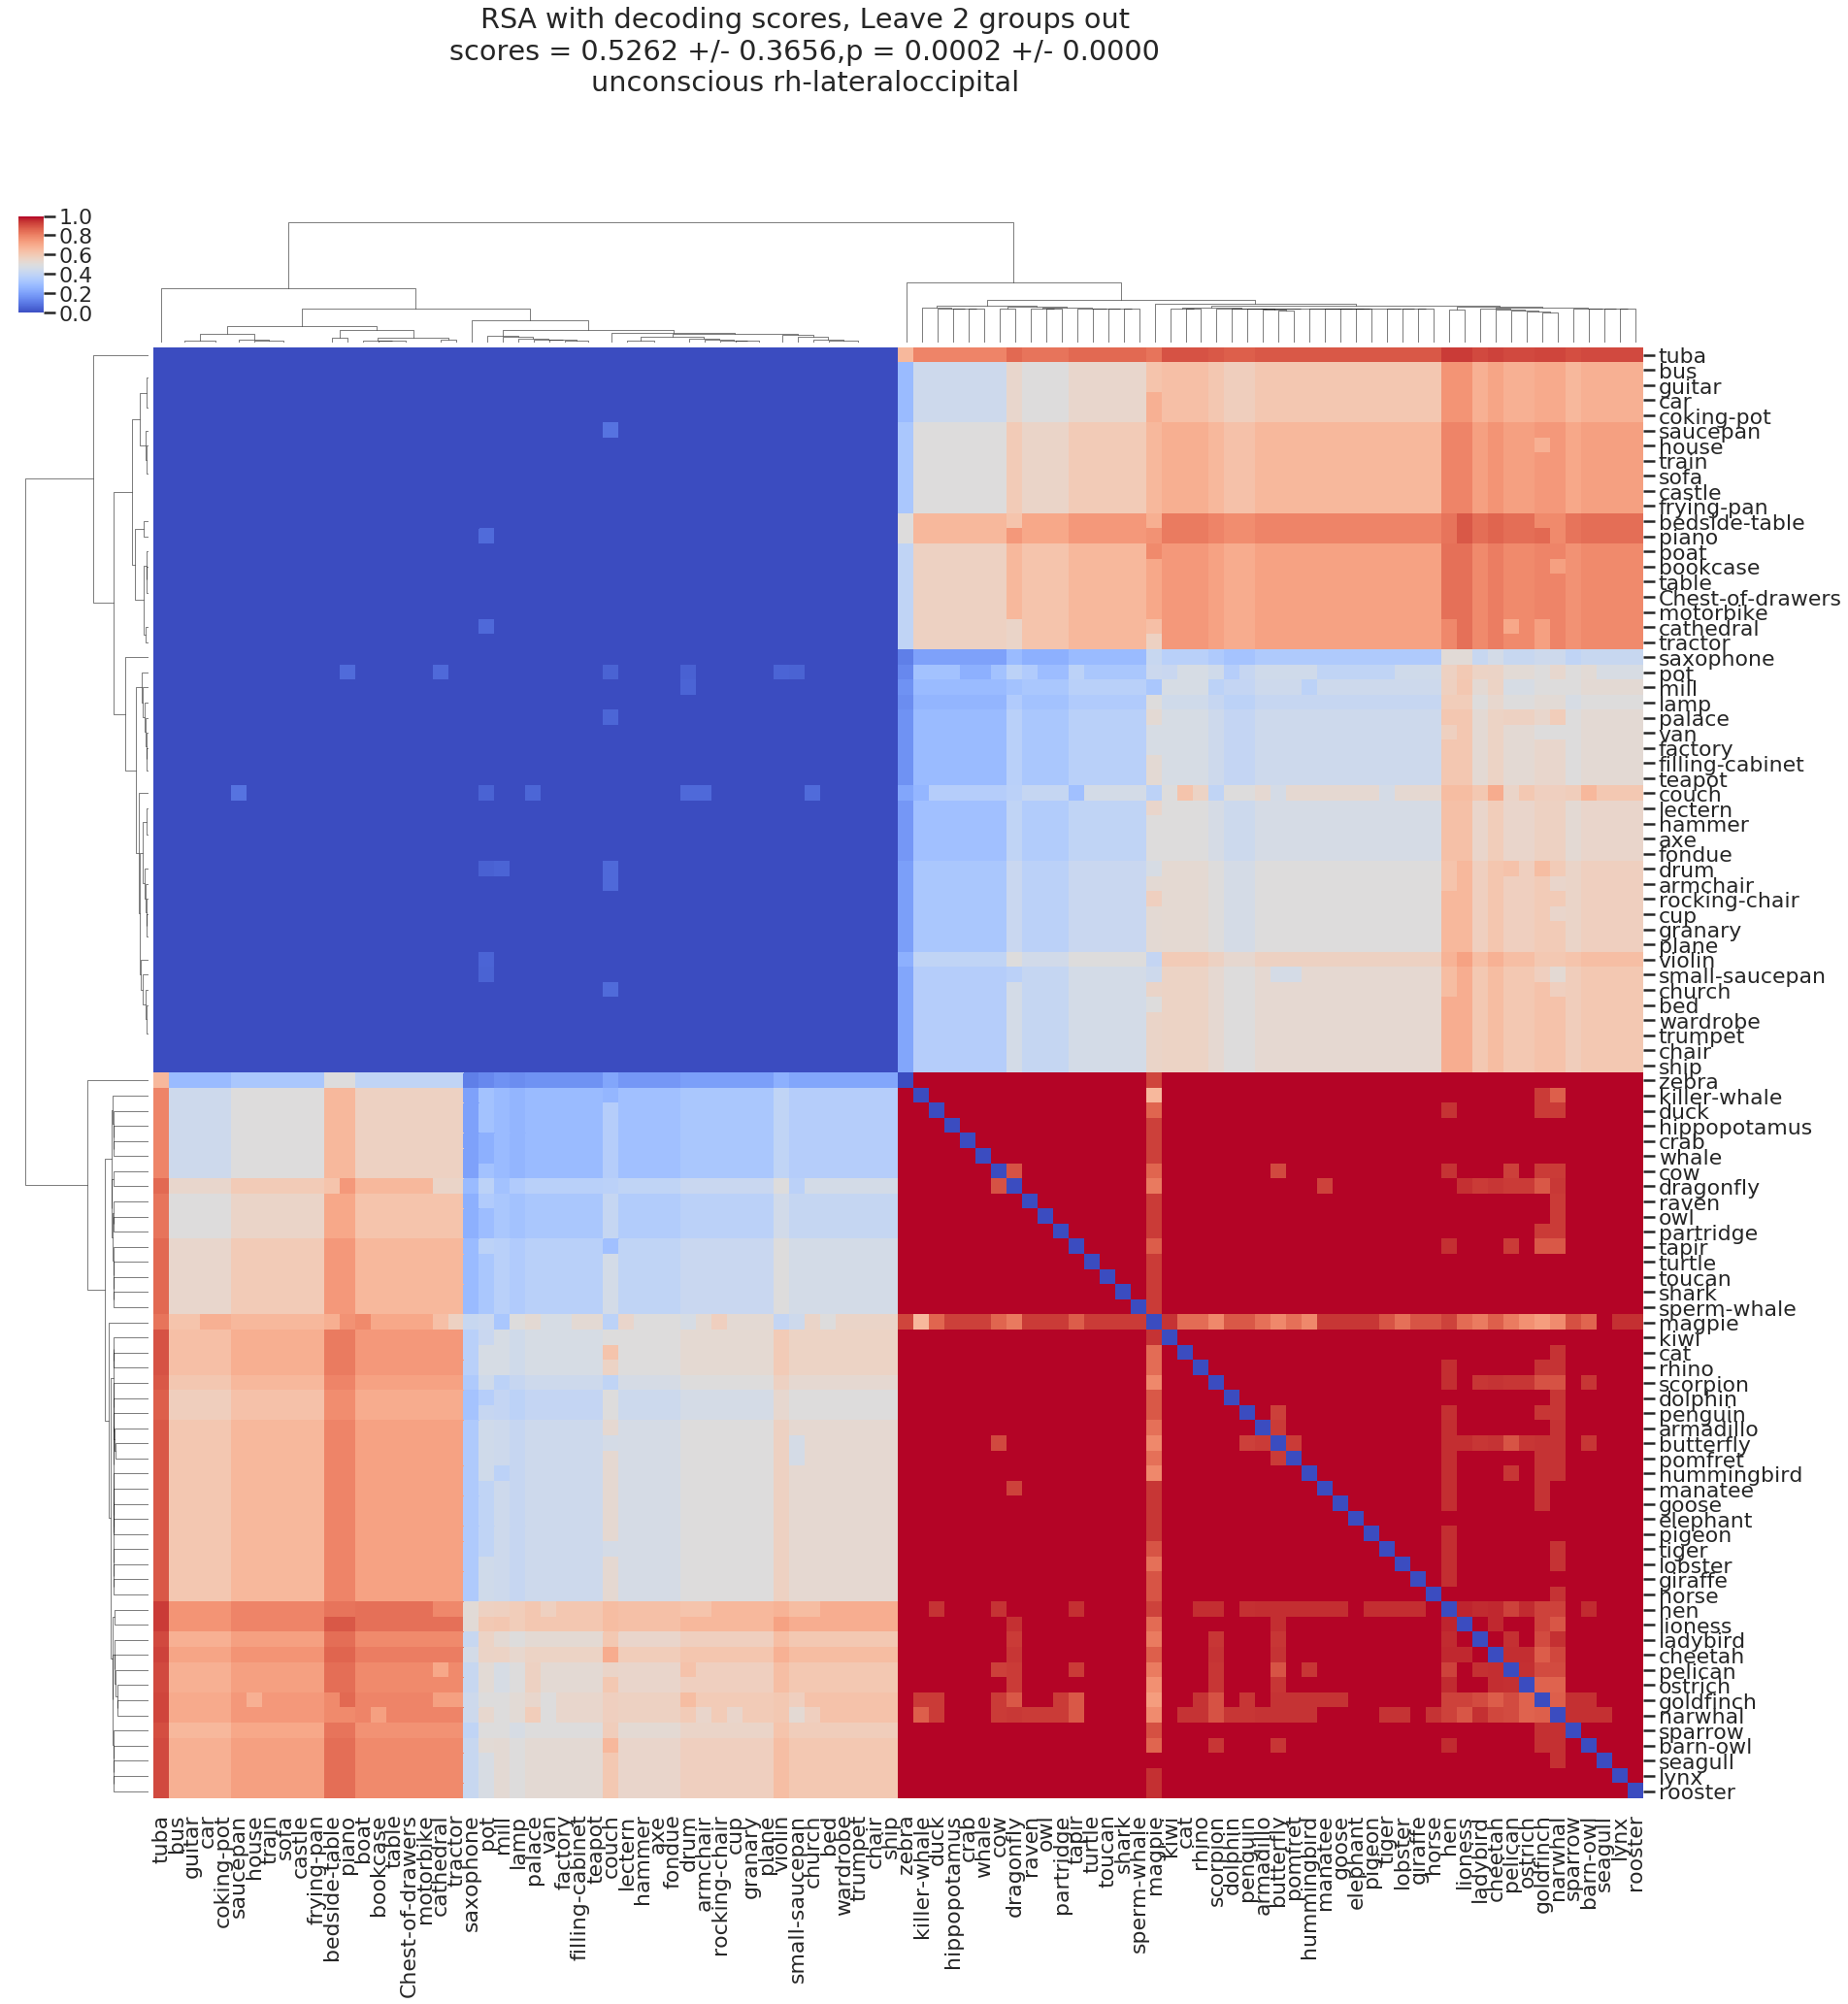 RSA with decoding scores, Leave 2 groups out
scores = 0.5262 +/- 0.3656,p = 0.0002 +/- 0.0000
unconscious rh-lateraloccipital
1.0
0.8
0.6
0.4
0.2
0.0
tuba
bus
guitar
car
coking-pot
saucepan
house
train
sofa
castle
frying-pan
bedside-table
piano
boat
bookcase
table
Chest-of-drawers
motorbike
cathedral
tractor
saxophone
pot
mill
lamp
palace
van
factory
filling-cabinet
teapot
couch
lectern
hammer
axe
fondue
drum
armchair
rocking-chair
cup
granary
plane
violin
small-saucepan
church
bed
wardrobe
trumpet
chair
ship
zebra
killer-whale
duck
hippopotamus
crab
whale
cow
dragonfly
raven
owl
partridge
tapir
turtle
toucan
shark
sperm-whale
magpie
kiwi
cat
rhino
scorpion
dolphin
penguin
armadillo
butterfly
pomfret
hummingbird
manatee
goose
elephant
pigeon
tiger
lobster
giraffe
horse
hen
lioness
ladybird
cheetah
pelican
ostrich
goldfinch
narwhal
sparrow
barn-owl
seagull
lynx
rooster
tuba
bus
guitar
car
coking-pot
saucepan
house
train
sofa
castle
frying-pan
bedside-table
piano
boat
bookcase
table
Chest-of-drawers
motorbike
cathedral
tractor
saxophone
pot
mill
lamp
palace
van
factory
filling-cabinet
teapot
couch
lectern
hammer
axe
fondue
drum
armchair
rocking-chair
cup
granary
plane
violin
small-saucepan
church
bed
wardrobe
trumpet
chair
ship
zebra
killer-whale
duck
hippopotamus
crab
whale
cow
dragonfly
raven
owl
partridge
tapir
turtle
toucan
shark
sperm-whale
magpie
kiwi
cat
rhino
scorpion
dolphin
penguin
armadillo
butterfly
pomfret
hummingbird
manatee
goose
elephant
pigeon
tiger
lobster
giraffe
horse
hen
lioness
ladybird
cheetah
pelican
ostrich
goldfinch
narwhal
sparrow
barn-owl
seagull
lynx
rooster